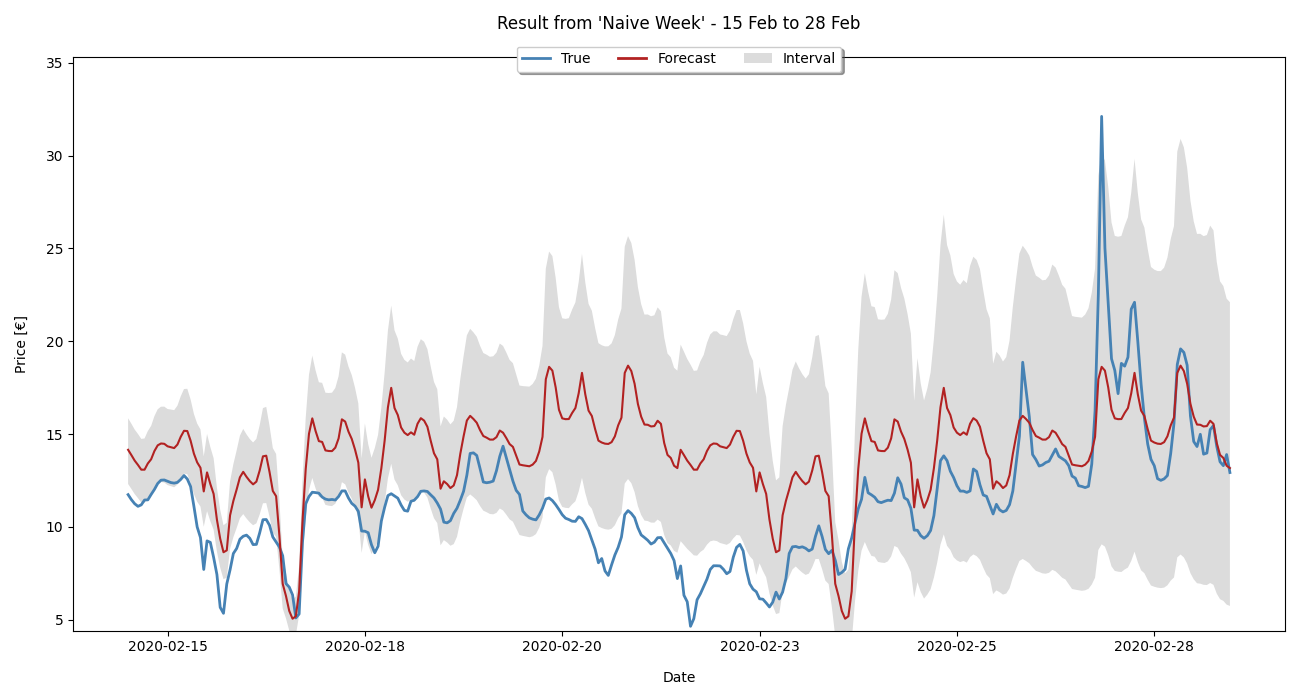 Result from 'Naive Week' - 15 Feb to 28 Feb
True Forecast Interval
35
30
25
20
15
10
5
Price [€]
2020-02-15 2020-02-18 2020-02-20 2020-02-23 2020-02-25 2020-02-28
Date